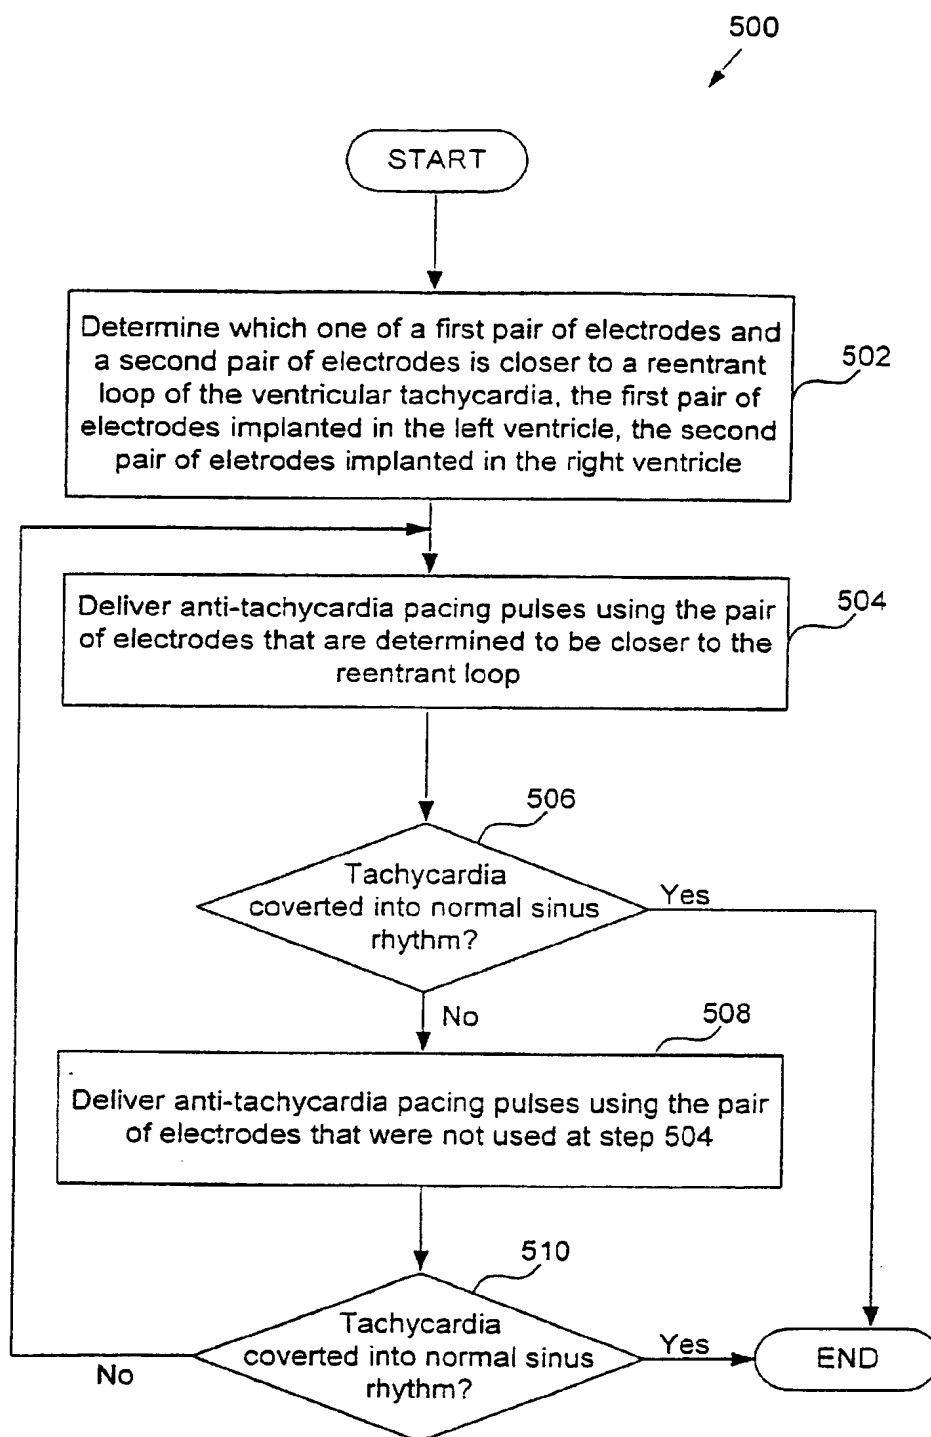 500
START
Determine which one of a first pair of electrodes and
a second pair of electrodes is closer to a reentrant
loop of the ventricular tachycardia, the first pair of
electrodes implanted in the left ventricle, the second
pair of eletrodes implanted in the right ventricle
502
Deliver anti-tachycardia pacing pulses using the pair
of electrodes that are determined to be closer to the
reentrant loop
504
506
Tachycardia
coverted into normal sinus
rhythm?
Yes
No
508
Deliver anti-tachycardia pacing pulses using the pair
of electrodes that were not used at step 504
510
Tachycardia
coverted into normal sinus
rhythm?
Yes
No
END